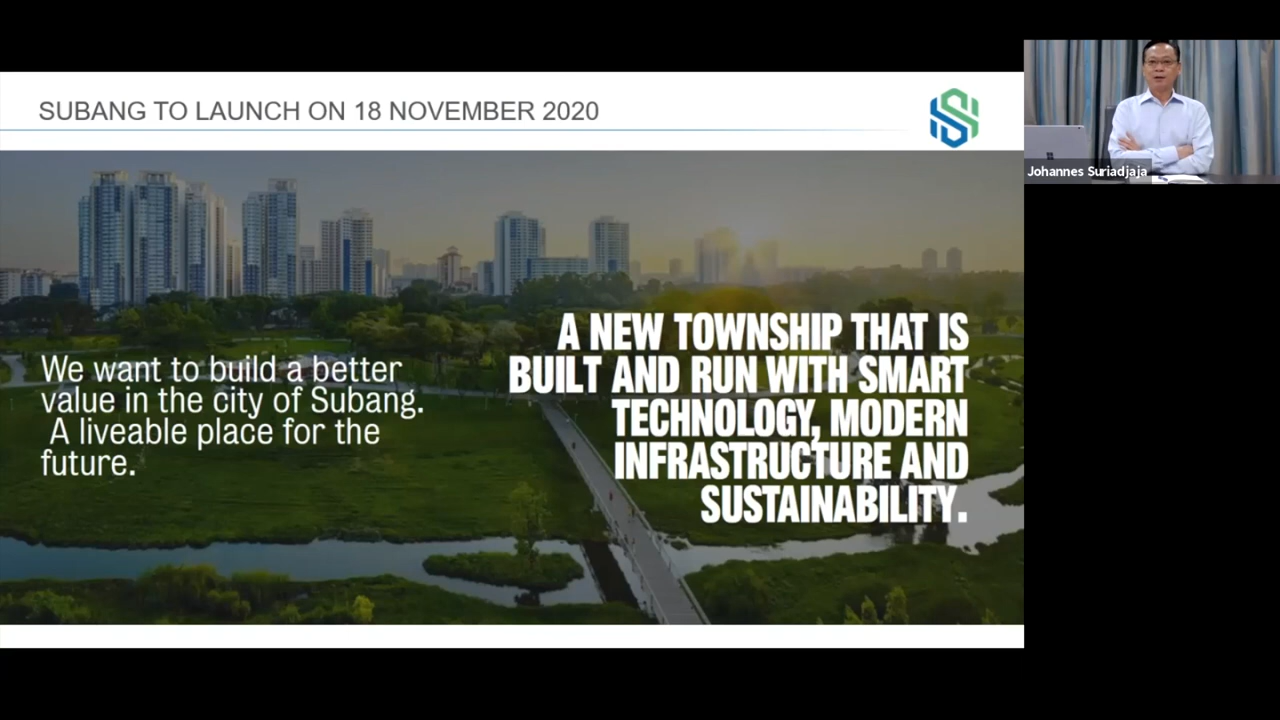 SUBANG TO LAUNCH ON 18 NOVEMBER 2020
Johannes Suriadjaja
We want to build a better
value in the city of Subang.
A liveable place for the
future.
A NEW TOWNSHIP THAT IS
BUILT AND RUN WITH SMART
TECHNOLOGY, MODERN
INFRASTRUCTURE AND
SUSTAINABILITY.